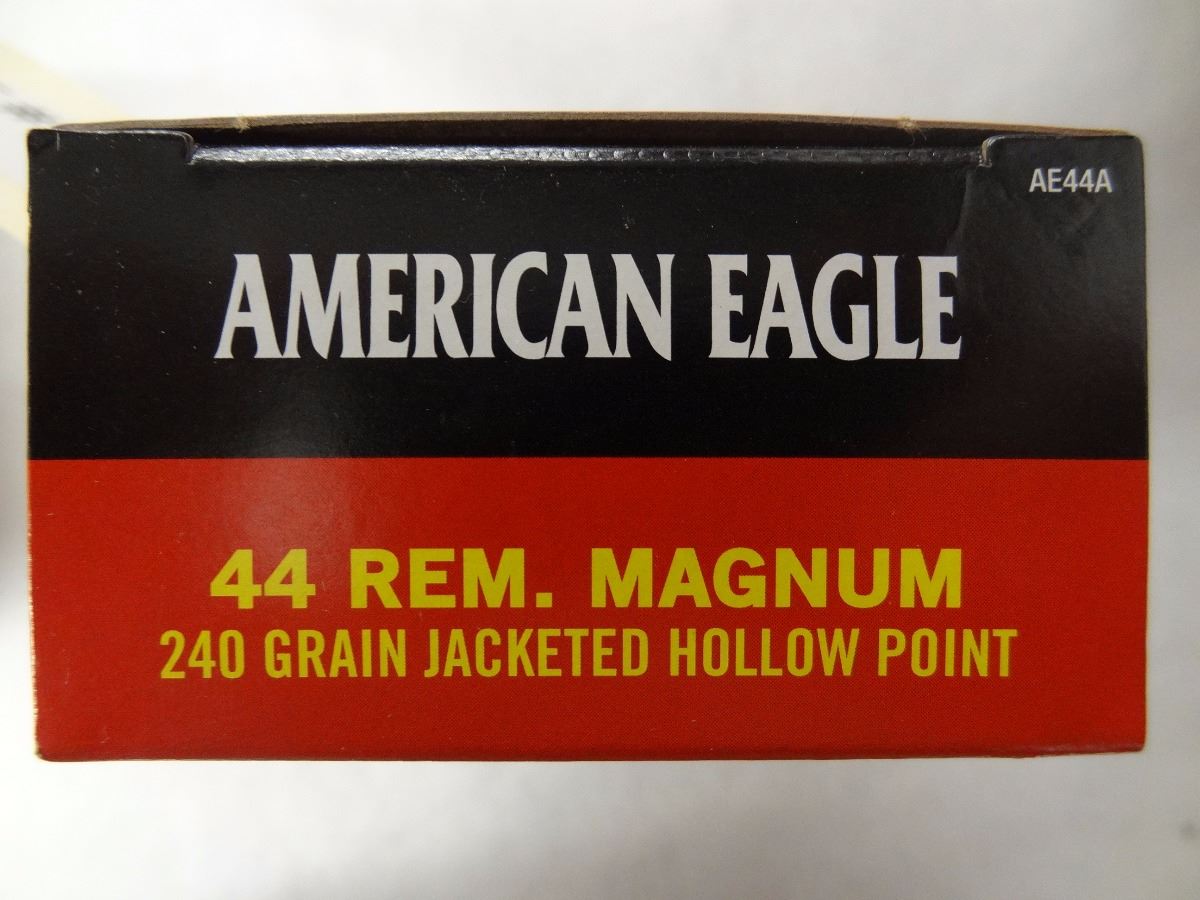 AE44A
AMERICAN EAGLE
44 REM. MAGNUM
240 GRAIN JACKETED HOLLOW POINT